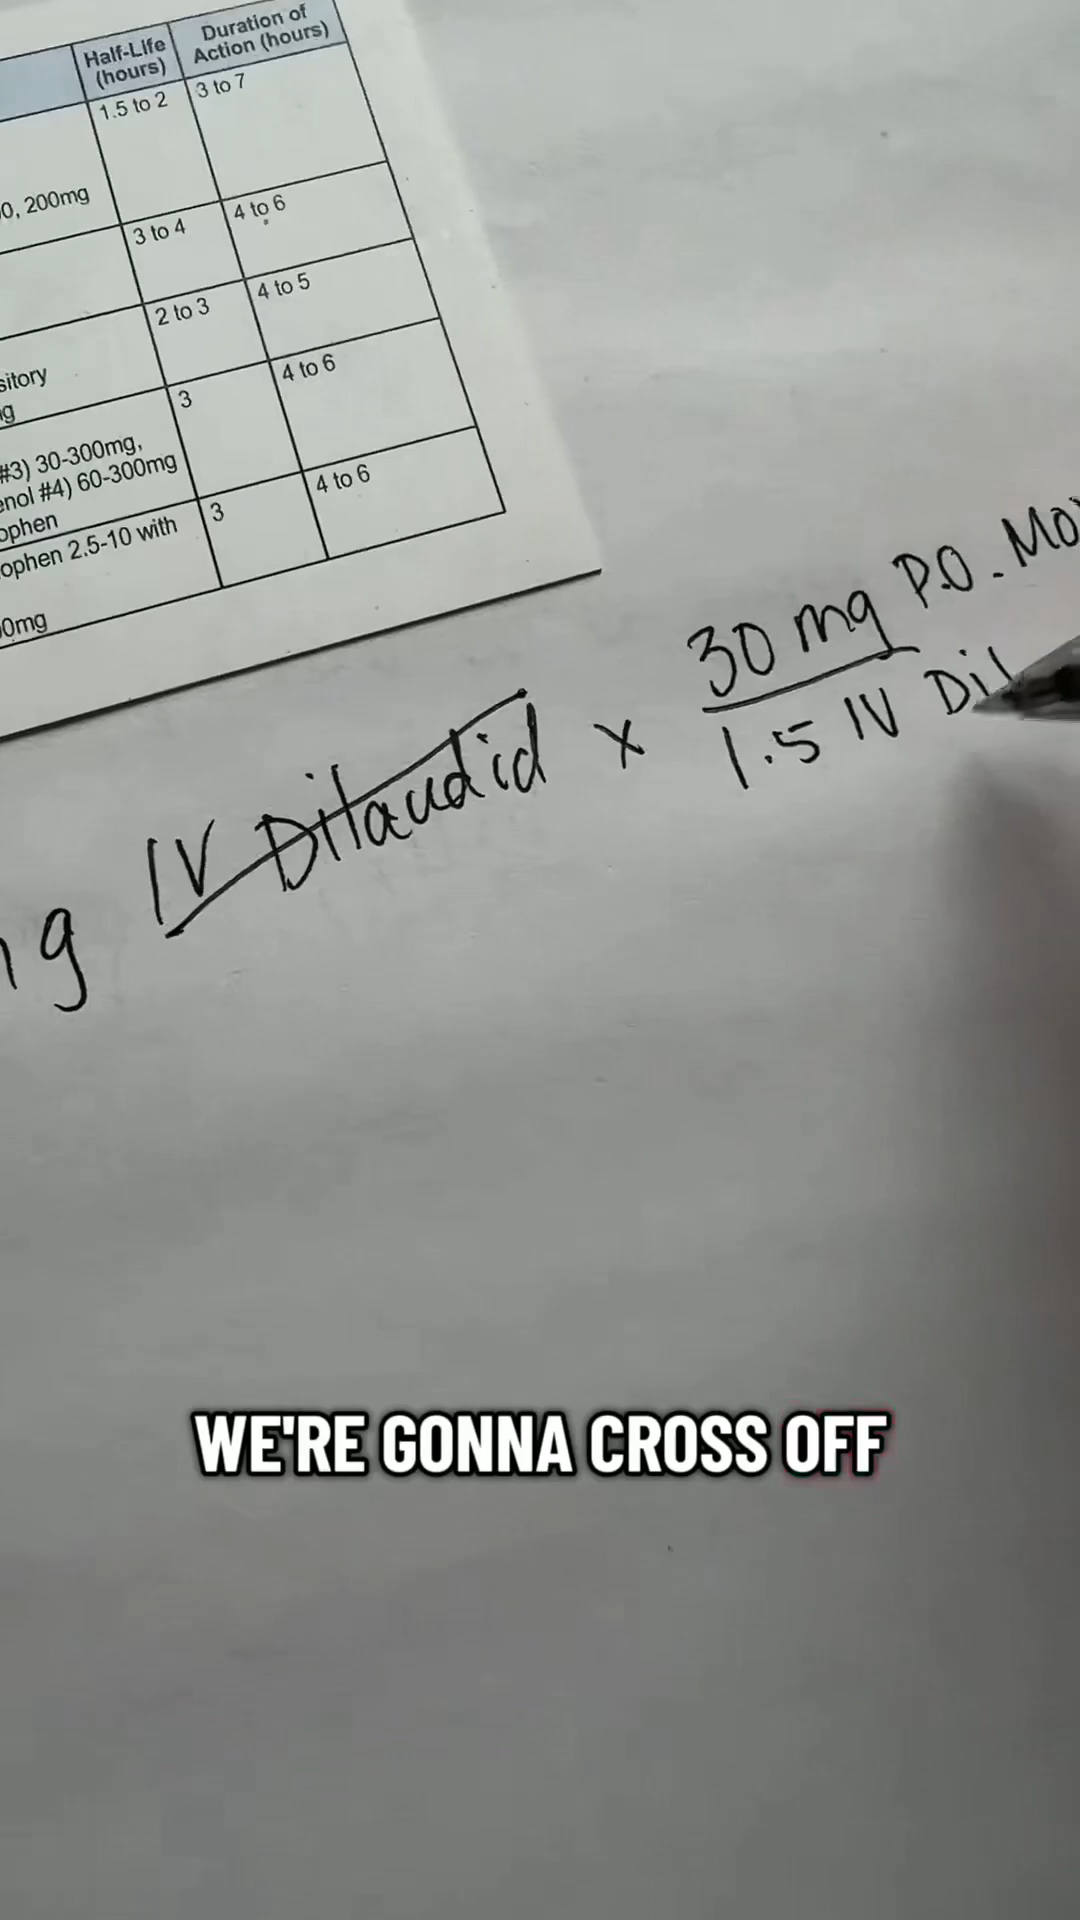 Half-Life
(hours)
Duration of
Action (hours)
1.5 to 2
3 to 7
0, 200mg
3 to 4
4 to 6
2 to 3
4 to 5
sitory
3
4 to 6
#3) 30-300mg,
enol #4) 60-300mg
ophen
ophen 2.5-10 with
3
4 to 6
0mg
30 mg P.O. Mo
1.5 IV Dil
g IV Dilaudid x
WE'RE GONNA CROSS OFF